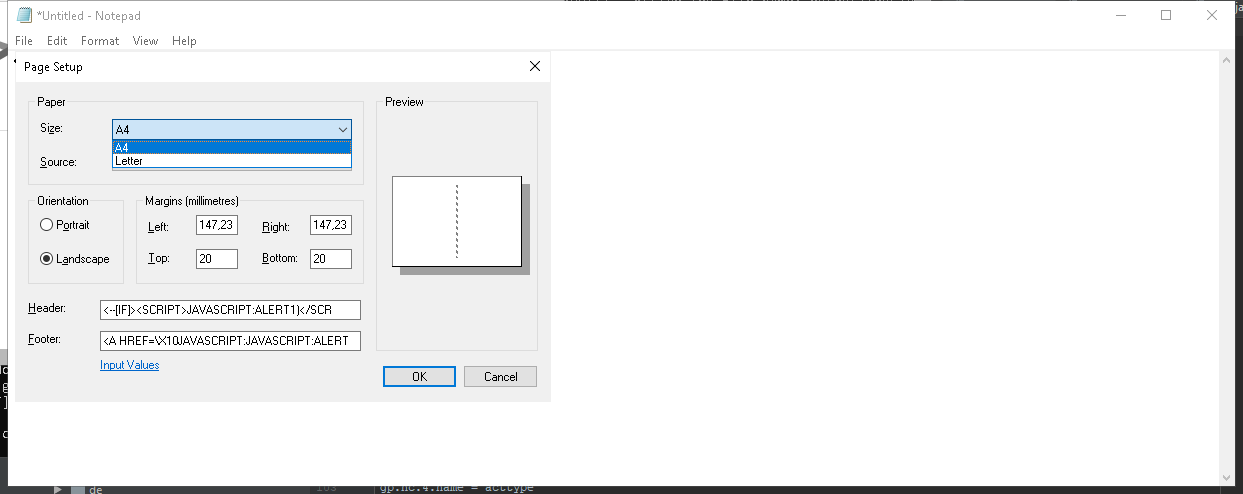 *Untitled - Notepad
File Edit Format View Help
Page Setup
Paper
Preview
Size:
A4
A4
Letter
Source:
Orientation
Margins (millimetres)
Portrait
Left: 147,23 Right: 147,23
Landscape
Top: 20 Bottom: 20
Header: <--[IF]><SCRIPT>JAVASCRIPT:ALERT1)</SCR
Footer: <A HREF=\X10JAVASCRIPT:JAVASCRIPT:ALERT
Input Values
OK Cancel
de
gp.nc.4.name = acttype